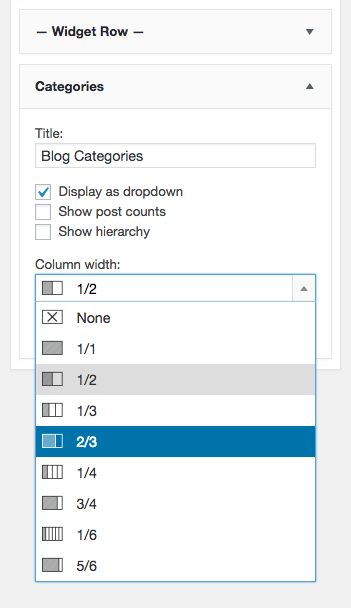 — Widget Row —
Categories
Title:
Blog Categories
Display as dropdown
Show post counts
Show hierarchy
Column width:
1/2
None
1/1
1/2
1/3
2/3
1/4
3/4
1/6
5/6